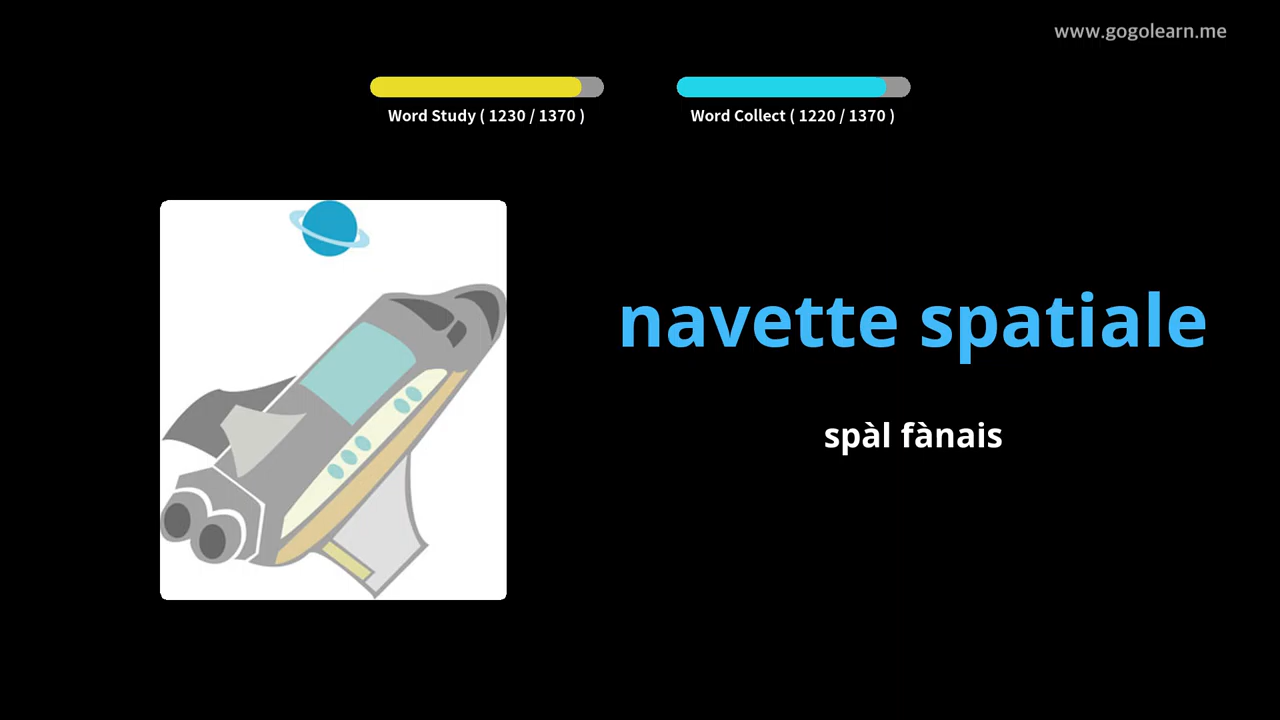 www.gogolearn.me
Word Study ( 1230 / 1370 )
Word Collect ( 1220 / 1370 )
navette spatiale
spàl fànais